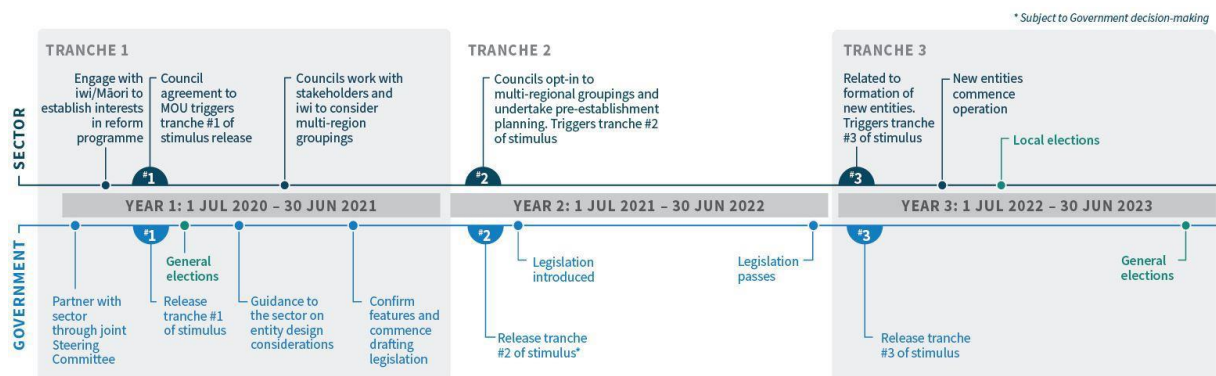 * Subject to Government decision-making
TRANCHE 1
TRANCHE 2
TRANCHE 3
SECTOR
Engage with
iwi/Māori to
establish interests
in reform
programme
Council
agreement to
MOU triggers
tranche #1 of
stimulus release
Councils work with
stakeholders and
iwi to consider
multi-region
groupings
Councils opt-in to
multi-regional groupings and
undertake pre-establishment
planning. Triggers tranche #2
of stimulus
Related to
formation of
new entities.
Triggers tranche
#3 of stimulus
New entities
commence
operation
Local elections
#1
#2
#3
YEAR 1: 1 JUL 2020 – 30 JUN 2021
YEAR 2: 1 JUL 2021 – 30 JUN 2022
YEAR 3: 1 JUL 2022 – 30 JUN 2023
GOVERNMENT
#1
#2
#3
Partner with
sector
through joint
Steering
Committee
Release
tranche #1
of stimulus
General
elections
Guidance to
the sector on
entity design
considerations
Confirm
features and
commence
drafting
legislation
Release tranche
#2 of stimulus*
Legislation
introduced
Legislation
passes
Release tranche
#3 of stimulus
General
elections